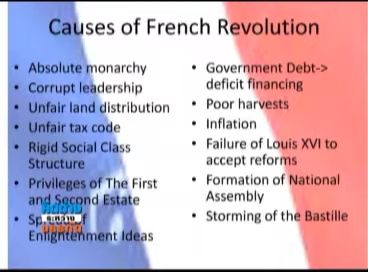 Causes of French Revolution
• Absolute monarchy
• Corrupt leadership
• Unfair land distribution
• Unfair tax code
• Rigid Social Class
Structure
• Privileges of The First
and Second Estate
• Spread of
Enlightenment Ideas
• Government Debt->
deficit financing
• Poor harvests
• Inflation
• Failure of Louis XVI to
accept reforms
• Formation of National
Assembly
• Storming of the Bastille